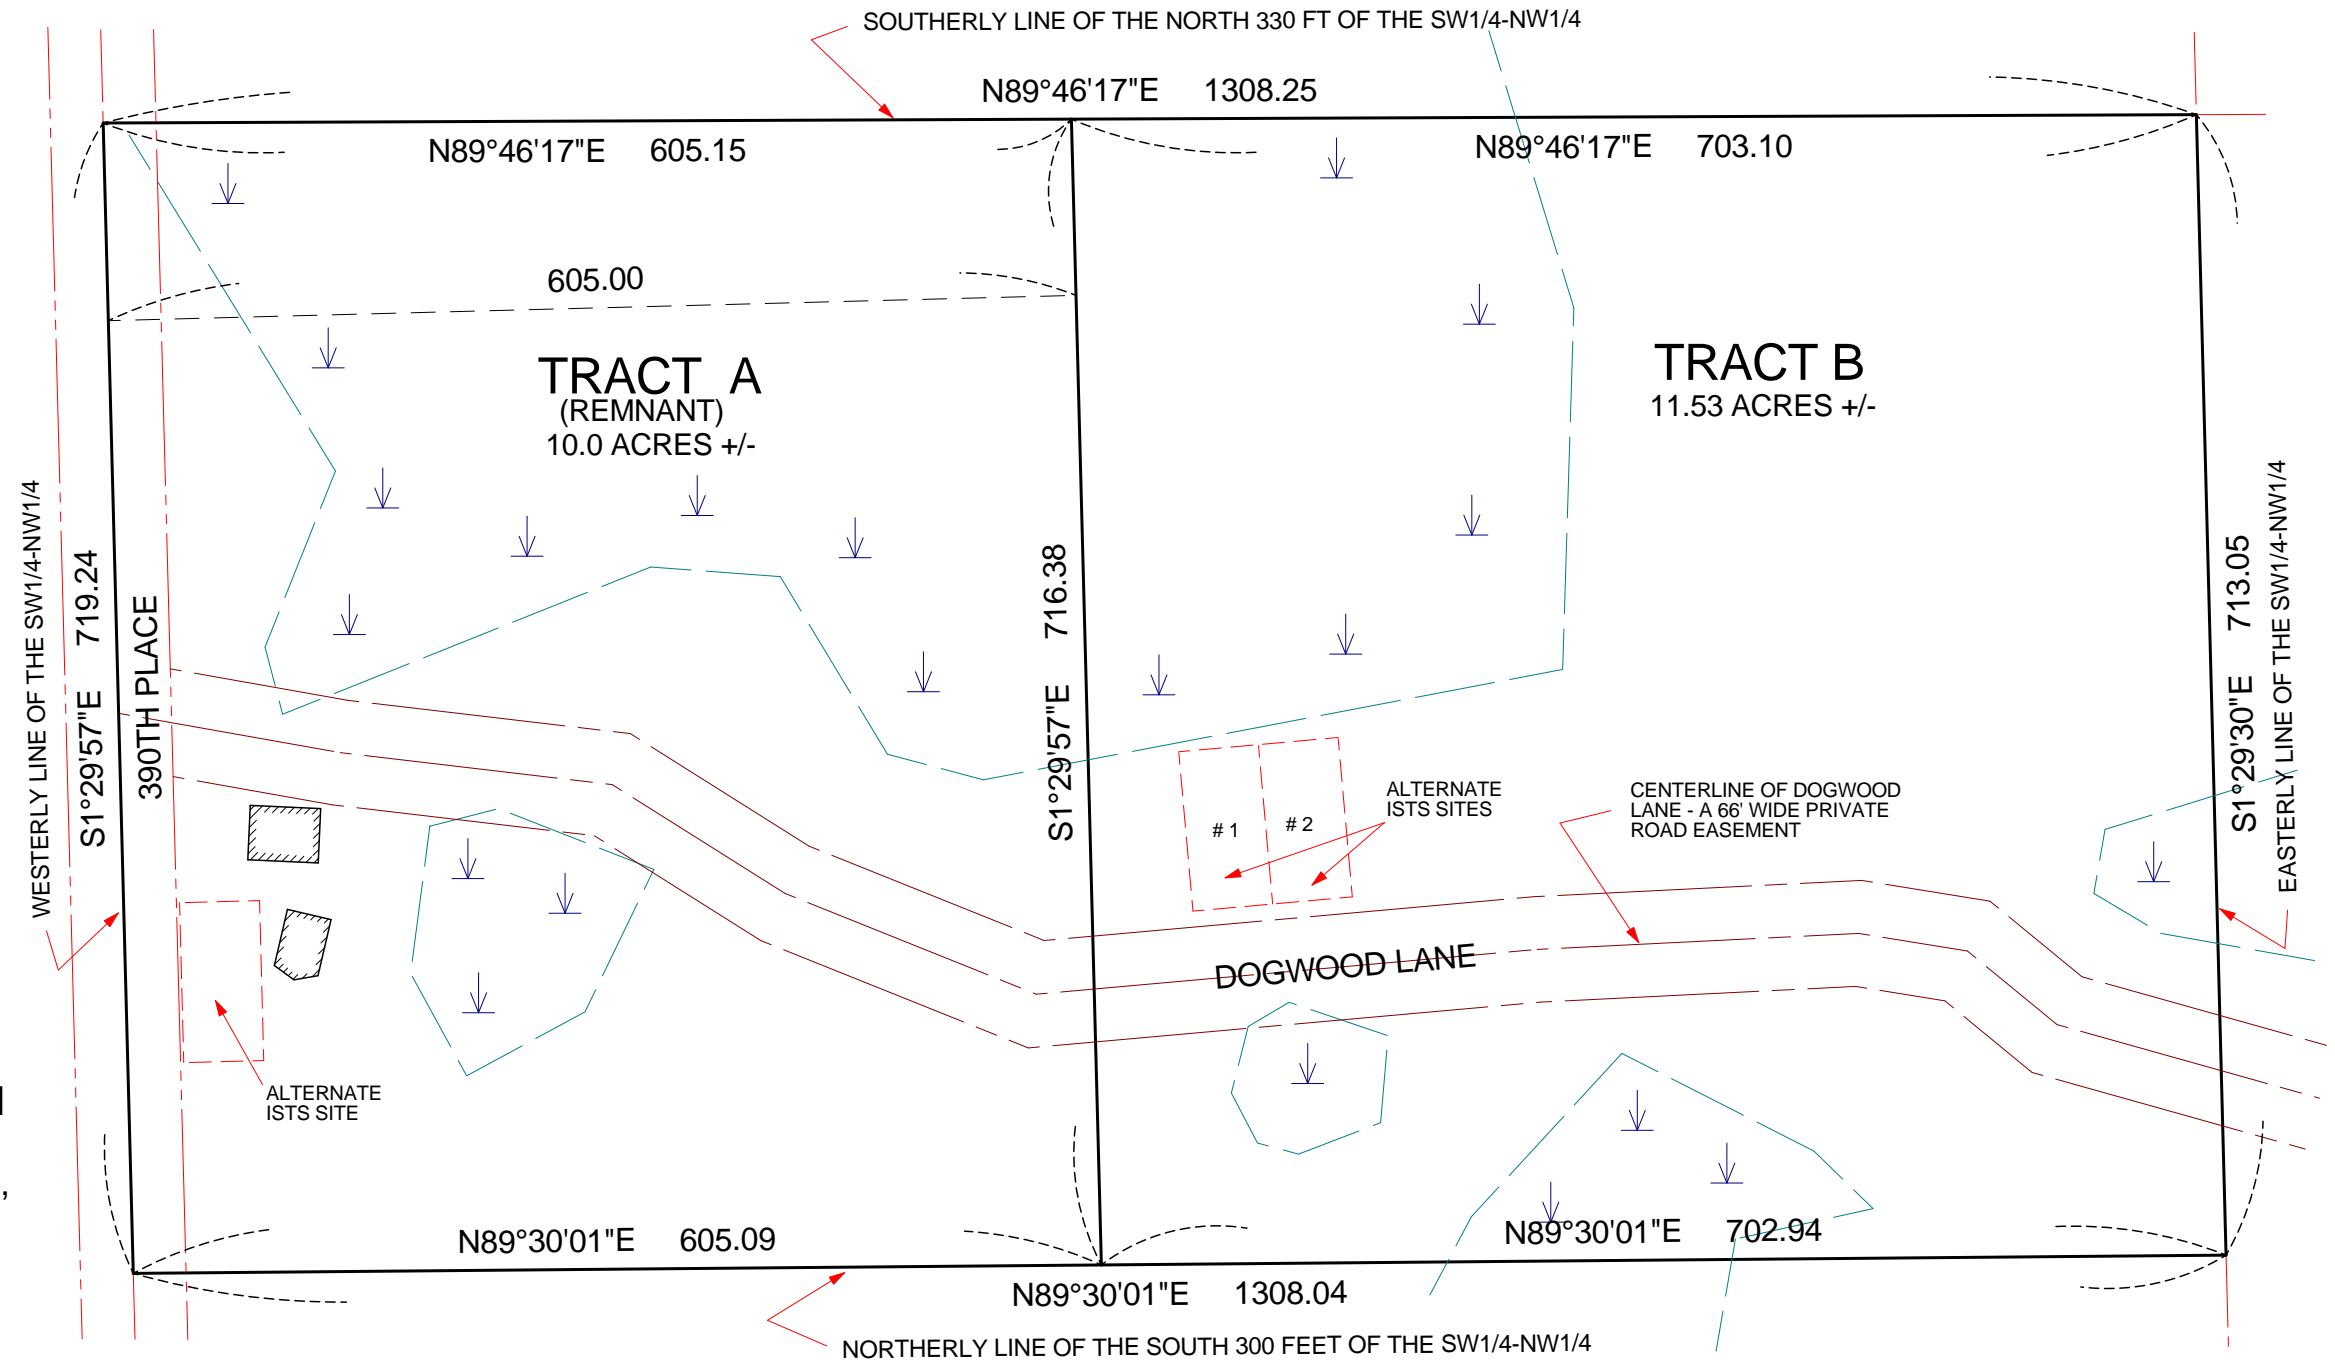 SOUTHERLY LINE OF THE NORTH 330 FT OF THE SW1/4-NW1/4
N89°46'17"E 1308.25
N89°46'17"E 605.15
N89°46'17"E 703.10
605.00
TRACT A
(REMNANT)
10.0 ACRES +/-
TRACT B
11.53 ACRES +/-
WESTERLY LINE OF THE SW1/4-NW1/4
S1°29'57"E 719.24
390TH PLACE
S1°29'57"E 716.38
S1°29'30"E 713.05
EASTERLY LINE OF THE SW1/4-NW1/4
# 1
# 2
ALTERNATE
ISTS SITES
CENTERLINE OF DOGWOOD
LANE - A 66' WIDE PRIVATE
ROAD EASEMENT
DOGWOOD LANE
ALTERNATE
ISTS SITE
N89°30'01"E 605.09
N89°30'01"E 702.94
N89°30'01"E 1308.04
NORTHERLY LINE OF THE SOUTH 300 FEET OF THE SW1/4-NW1/4